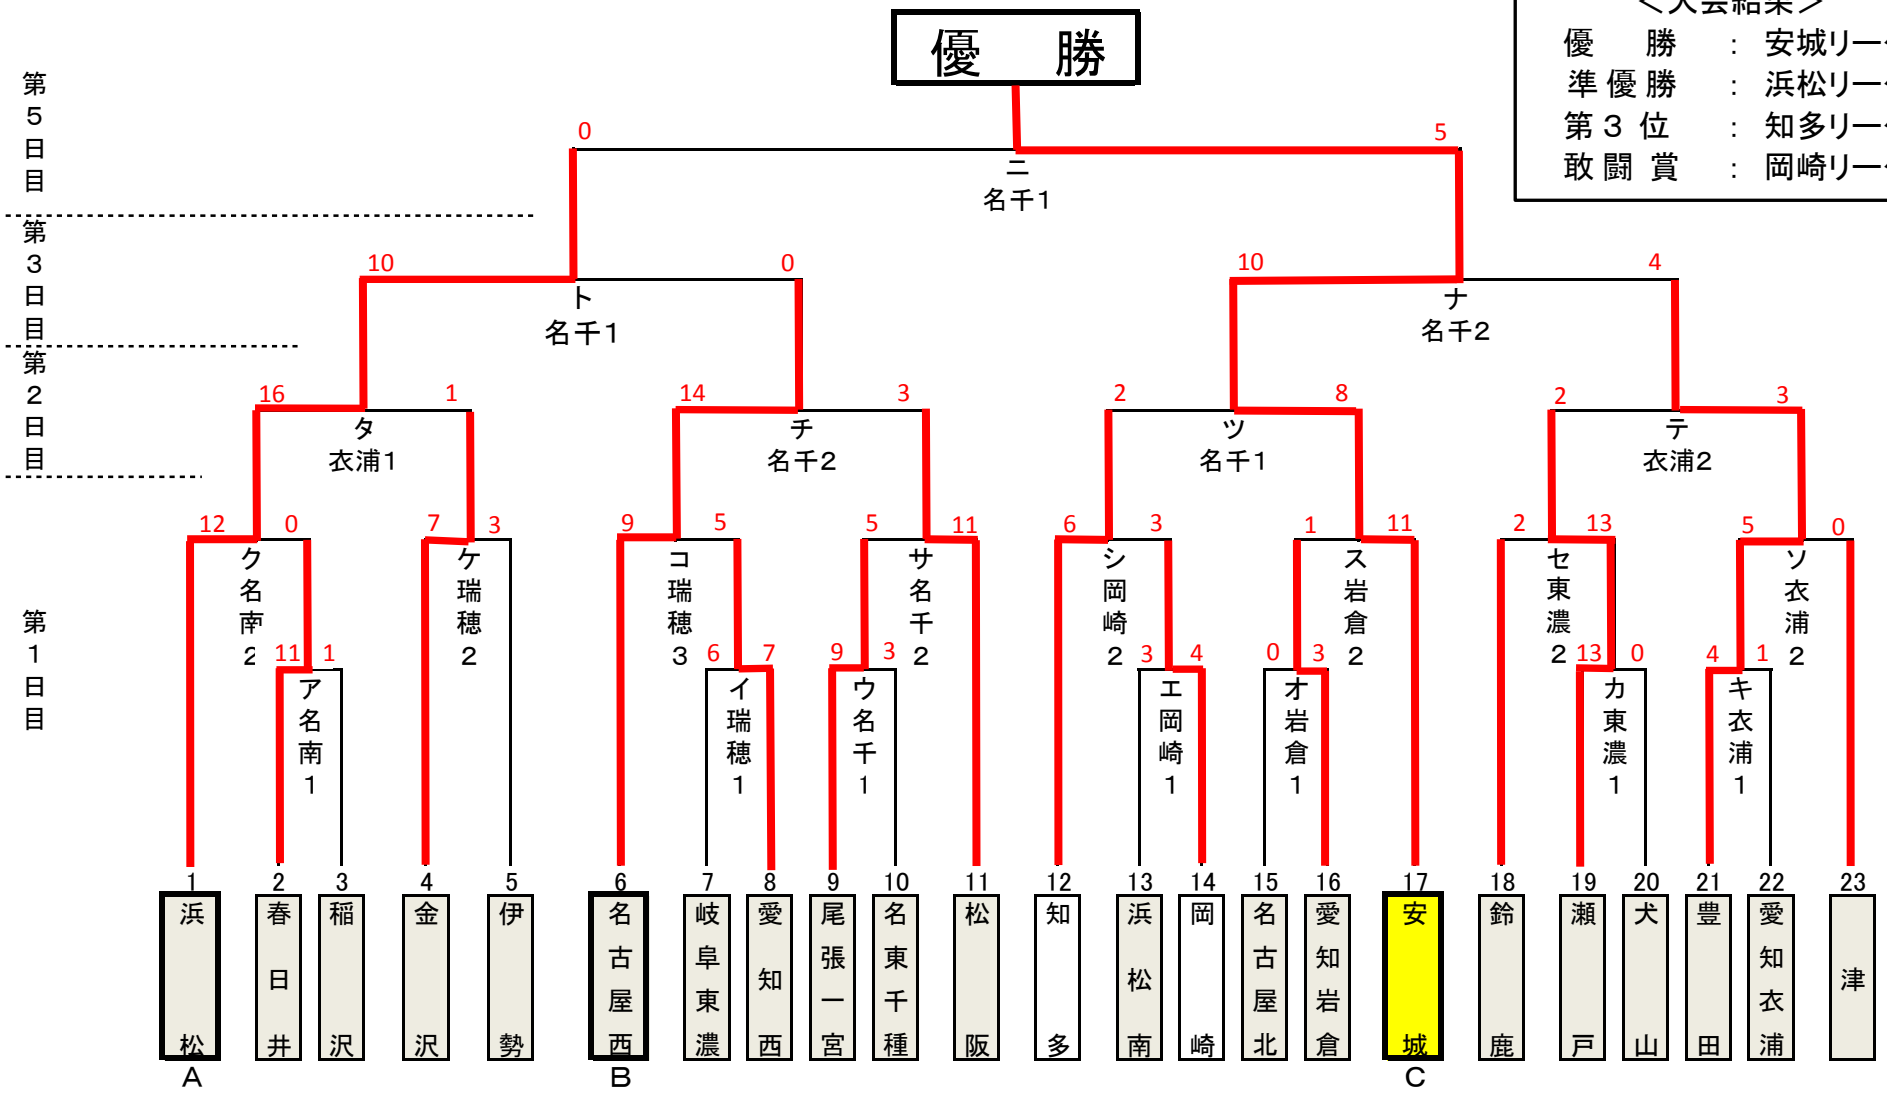 ＜大会結果＞
優勝 ： 安城リー
準優勝 ： 浜松リー
第３位 ： 知多リー
敢闘賞 ： 岡崎リー
優　勝
第５日目
0 5
ニ
名千1
第３日目
10 0 10 4
ト ナ
名千1 名千2
第２日目
16 1 14 3 2 8 2 3
タ チ ツ テ
衣浦1 名千2 名千1 衣浦2
第１日目
12 0 7 3 9 5 5 11 6 3 1 11 2 13 5 0
ク名南2 ケ瑞穂2 コ瑞穂3 サ名千2 シ岡崎2 ス岩倉2 セ東濃2 ソ衣浦2
11 1 6 7 9 3 3 4 0 3 13 0 4 1
ア名南1 イ瑞穂1 ウ名千1 エ岡崎1 オ岩倉1 カ東濃1 キ衣浦1
1 2 3 4 5 6 7 8 9 10 11 12 13 14 15 16 17 18 19 20 21 22 23
浜松
春日井
稲沢
金沢
伊勢
名古屋西
岐阜東濃
愛知西
尾張一宮
名東千種
松阪
知多
浜松南
岡崎
名古屋北
愛知岩倉
安城
鈴鹿
瀬戸
犬山
豊田
愛知衣浦
津
A B C